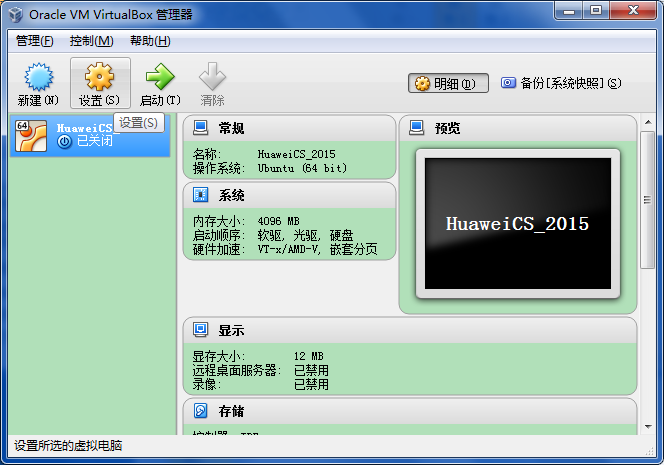 Oracle VM VirtualBox 管理器
管理(F) 控制(M) 帮助(H)
新建(N) 设置(S) 启动(T) 清除
明细(D) 备份[系统快照](S)
设置(S)
64 HuaweiCS_
已关闭
常规
名称: HuaweiCS_2015
操作系统: Ubuntu (64 bit)
预览
HuaweiCS_2015
系统
内存大小: 4096 MB
启动顺序: 软驱, 光驱, 硬盘
硬件加速: VT-x/AMD-V, 嵌套分页
显示
显存大小: 12 MB
远程桌面服务器: 已禁用
录像: 已禁用
存储
设置所选的虚拟电脑